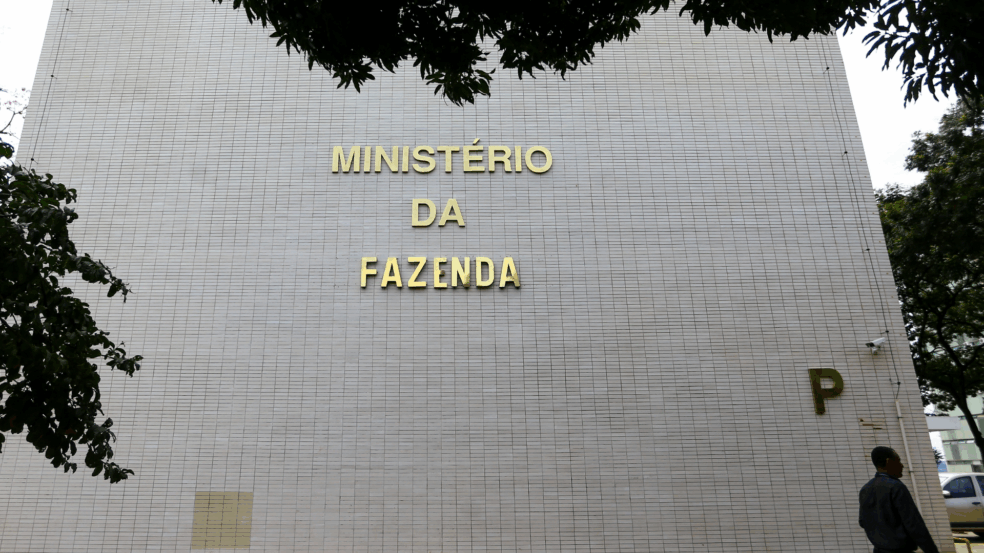 MINISTÉRIO
DA
FAZENDA
P